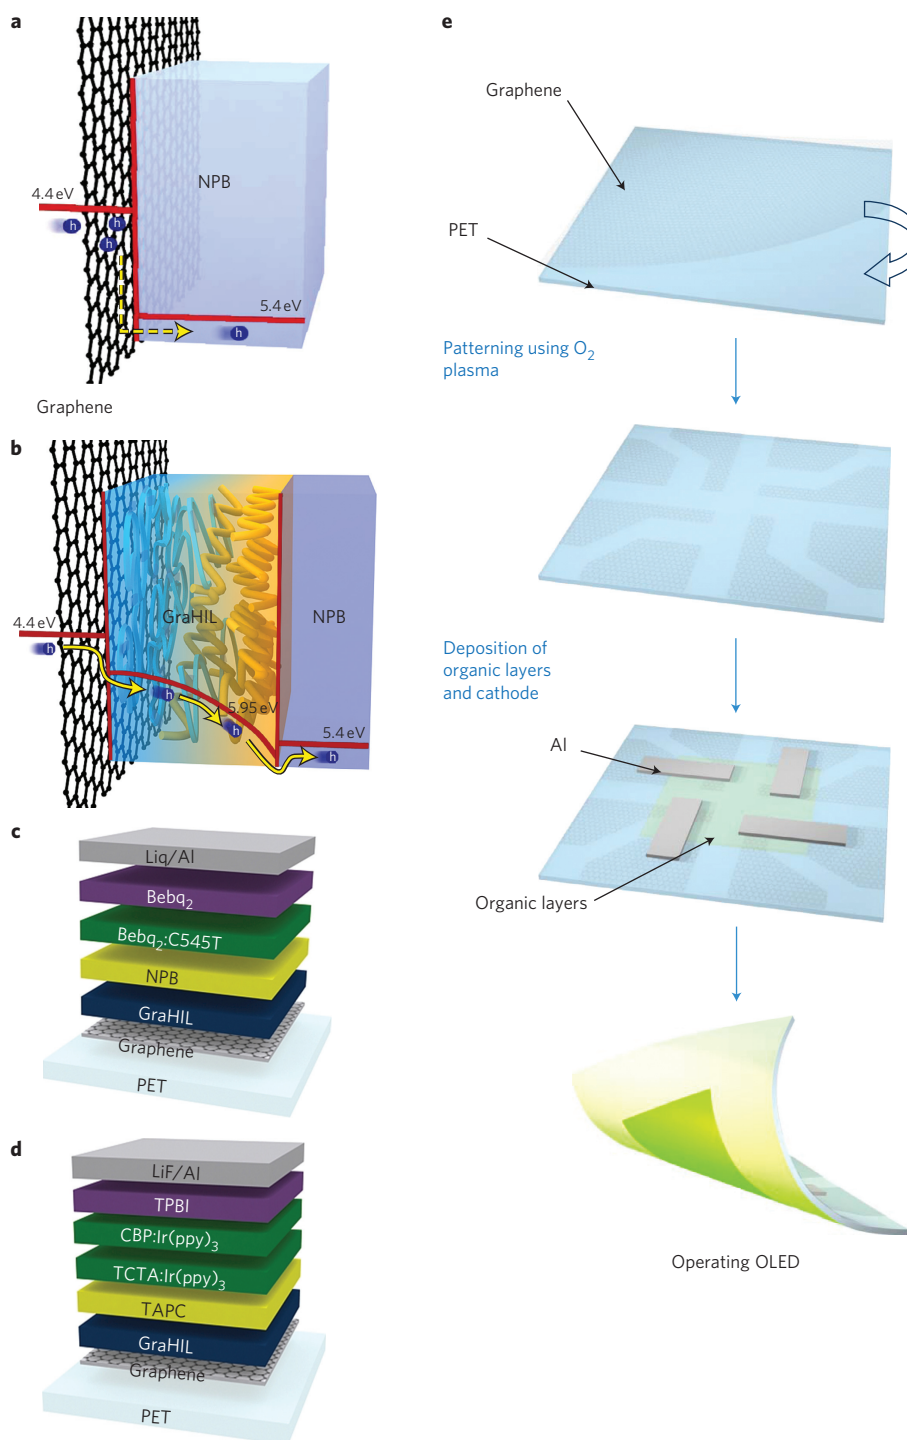 a
NPB
4.4 eV
h
h
h
5.4 eV
h
Graphene
b
GraHIL
NPB
4.4 eV
h
h
5.95 eV
h
5.4 eV
h
c
Liq/Al
Bebq2
Bebq2:C545T
NPB
GraHIL
Graphene
PET
d
LiF/Al
TPBI
CBP:Ir(ppy)3
TCTA:Ir(ppy)3
TAPC
GraHIL
Graphene
PET
e
Graphene
PET
Patterning using O2
plasma
Deposition of
organic layers
and cathode
Al
Organic layers
Operating OLED